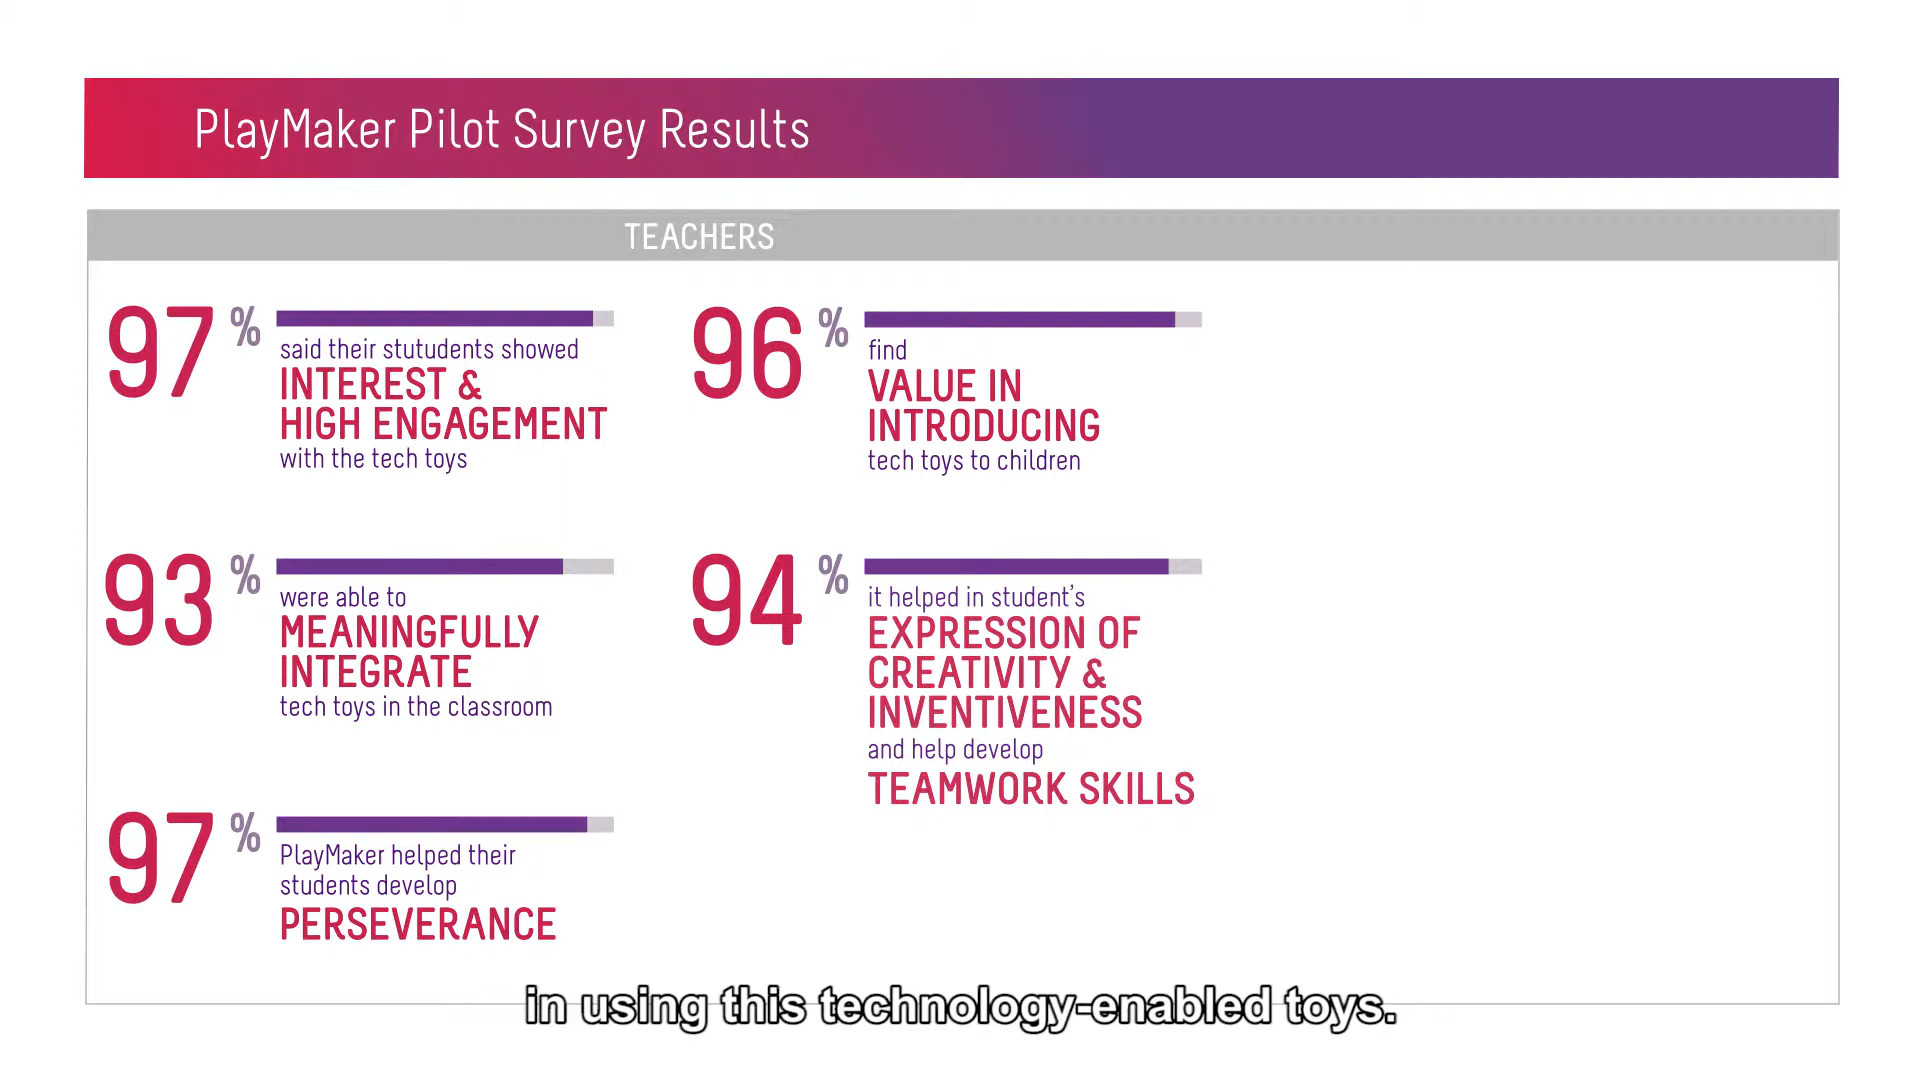 PlayMaker Pilot Survey Results
TEACHERS
97%
said their stutudents showed
INTEREST &
HIGH ENGAGEMENT
with the tech toys
96%
find
VALUE IN
INTRODUCING
tech toys to children
93%
were able to
MEANINGFULLY
INTEGRATE
tech toys in the classroom
94%
it helped in student's
EXPRESSION OF
CREATIVITY &
INVENTIVENESS
and help develop
TEAMWORK SKILLS
97%
PlayMaker helped their
students develop
PERSEVERANCE
in using this technology-enabled toys.